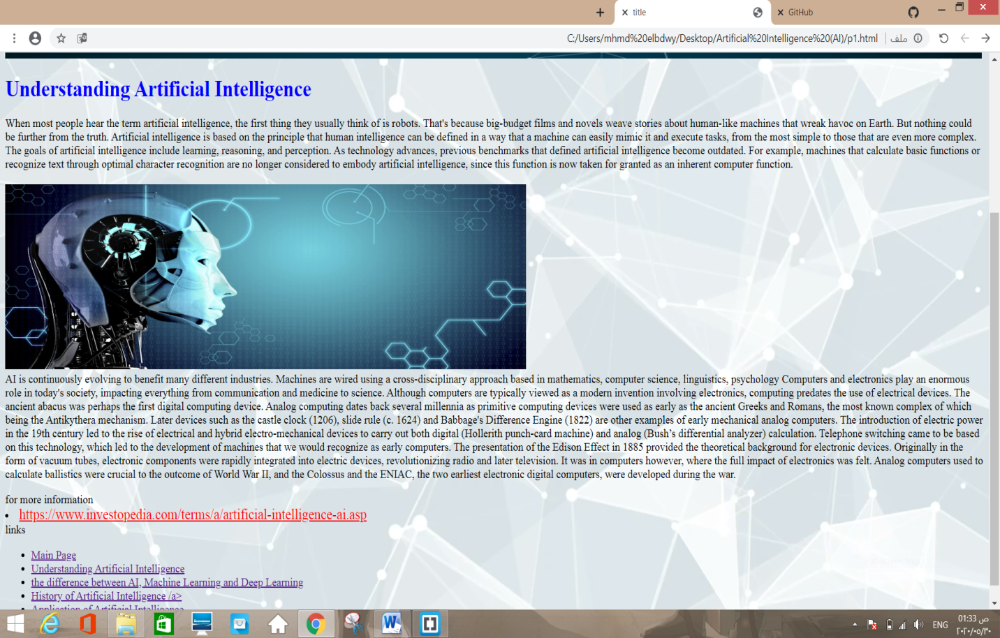 title
GitHub
C:/Users/mhmd%20elbdwy/Desktop/Artificial%20Intelligence%20(AI)/p1.html
ملف
Understanding Artificial Intelligence
When most people hear the term artificial intelligence, the first thing they usually think of is robots. That's because big-budget films and novels weave stories about human-like machines that wreak havoc on Earth. But nothing could
be further from the truth. Artificial intelligence is based on the principle that human intelligence can be defined in a way that a machine can easily mimic it and execute tasks, from the most simple to those that are even more complex.
The goals of artificial intelligence include learning, reasoning, and perception. As technology advances, previous benchmarks that defined artificial intelligence become outdated. For example, machines that calculate basic functions or
recognize text through optimal character recognition are no longer considered to embody artificial intelligence, since this function is now taken for granted as an inherent computer function.
AI is continuously evolving to benefit many different industries. Machines are wired using a cross-disciplinary approach based in mathematics, computer science, linguistics, psychology Computers and electronics play an enormous
role in today's society, impacting everything from communication and medicine to science. Although computers are typically viewed as a modern invention involving electronics, computing predates the use of electrical devices. The
ancient abacus was perhaps the first digital computing device. Analog computing dates back several millennia as primitive computing devices were used as early as the ancient Greeks and Romans, the most known complex of which
being the Antikythera mechanism. Later devices such as the castle clock (1206), slide rule (c. 1624) and Babbage's Difference Engine (1822) are other examples of early mechanical analog computers. The introduction of electric power
in the 19th century led to the rise of electrical and hybrid electro-mechanical devices to carry out both digital (Hollerith punch-card machine) and analog (Bush’s differential analyzer) calculation. Telephone switching came to be based
on this technology, which led to the development of machines that we would recognize as early computers. The presentation of the Edison Effect in 1885 provided the theoretical background for electronic devices. Originally in the
form of vacuum tubes, electronic components were rapidly integrated into electric devices, revolutionizing radio and later television. It was in computers however, where the full impact of electronics was felt. Analog computers used to
calculate ballistics were crucial to the outcome of World War II, and the Colossus and the ENIAC, the two earliest electronic digital computers, were developed during the war.
for more information
https://www.investopedia.com/terms/a/artificial-intelligence-ai.asp
links
Main Page
Understanding Artificial Intelligence
the difference between AI, Machine Learning and Deep Learning
History of Artificial Intelligence /a>
Application of Artificial Intelligence
ENG
01:33 ص
٢٠٢٠/٠٥/٣٠